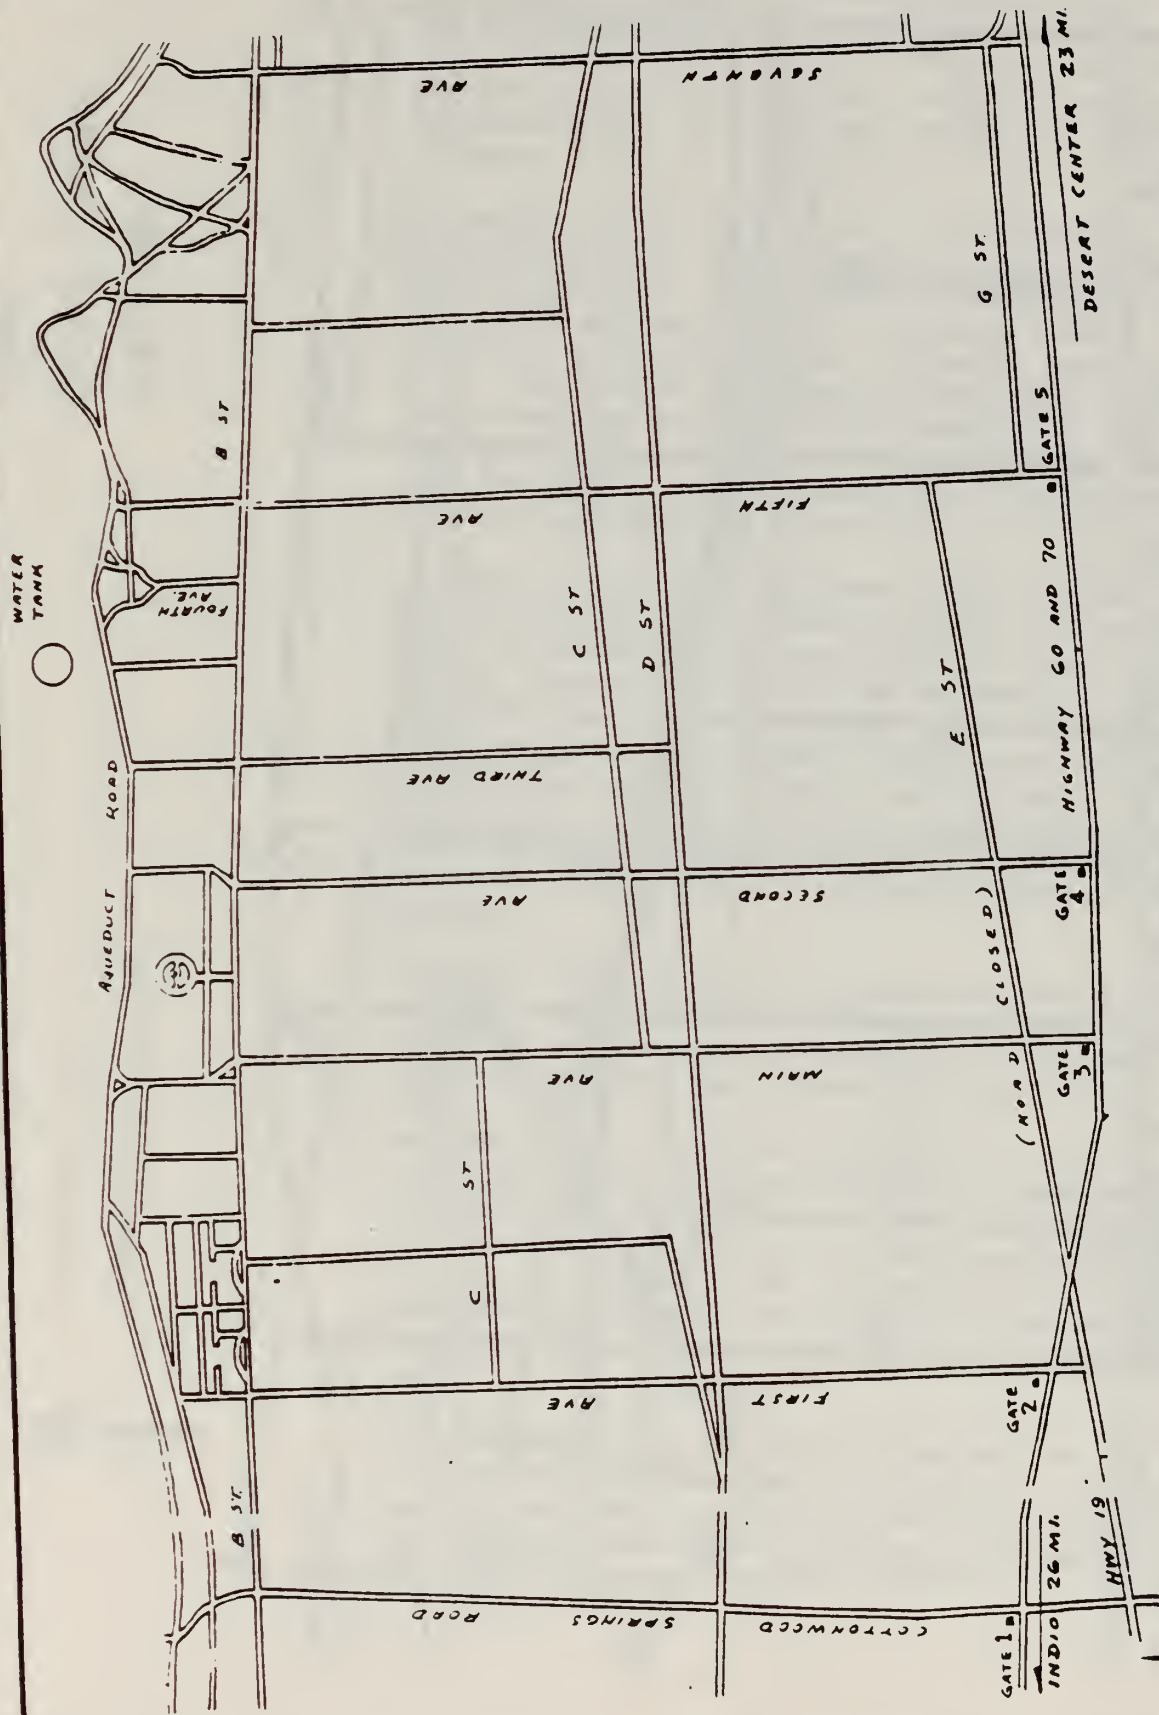 WATER
TANK
AQUEDUCT ROAD
B ST
B ST.
FOURTH
AVE.
COTTONWOOD SPRINGS ROAD
FIRST AVE
MAIN AVE
SECOND AVE
THIRD AVE
FIFTH AVE
SEVENTH AVE
C ST
C ST
D ST
E ST
(ROAD CLOSED)
G ST.
GATE 1
GATE
2
GATE
3
GATE
4
GATE 5
HIGHWAY 60 AND 70
HWY 19
INDIO 26 MI.
DESERT CENTER 23 MI.